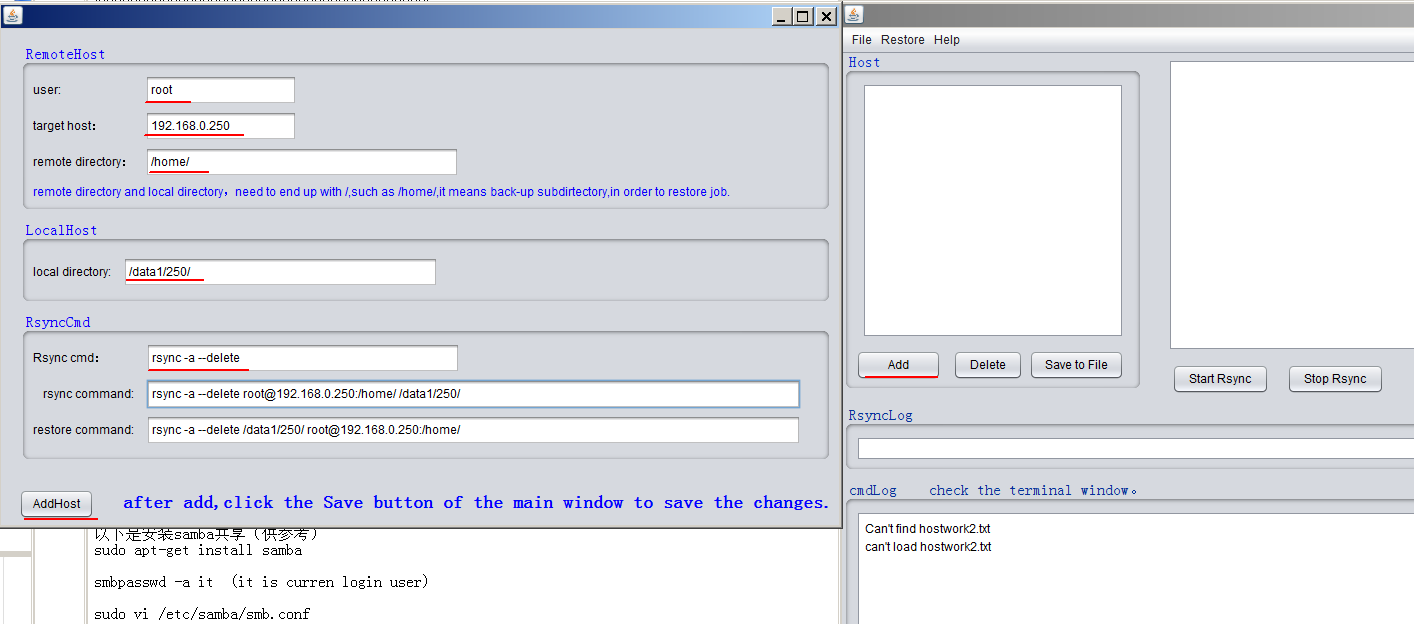 RemoteHost
user:
root
target host：
192.168.0.250
remote directory：
/home/
remote directory and local directory，need to end up with /,such as /home/,it means back-up subdirtectory,in order to restore job.
LocalHost
local directory:
/data1/250/
RsyncCmd
Rsync cmd：
rsync -a --delete
rsync command:
rsync -a --delete root@192.168.0.250:/home/ /data1/250/
restore command:
rsync -a --delete /data1/250/ root@192.168.0.250:/home/
AddHost
after add,click the Save button of the main window to save the changes.
以下是安装samba共享（供参考）
sudo apt-get install samba
smbpasswd -a it （it is curren login user）
sudo vi /etc/samba/smb.conf
File Restore Help
Host
Add
Delete
Save to File
Start Rsync
Stop Rsync
RsyncLog
cmdLog
check the terminal window。
Can't find hostwork2.txt
can't load hostwork2.txt